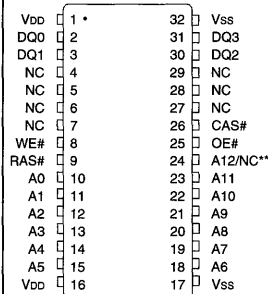 VDD 1 • 32 Vss
DQ0 2 31 DQ3
DQ1 3 30 DQ2
NC 4 29 NC
NC 5 28 NC
NC 6 27 NC
NC 7 26 CAS#
WE# 8 25 OE#
RAS# 9 24 A12/NC**
A0 10 23 A11
A1 11 22 A10
A2 12 21 A9
A3 13 20 A8
A4 14 19 A7
A5 15 18 A6
VDD 16 17 Vss